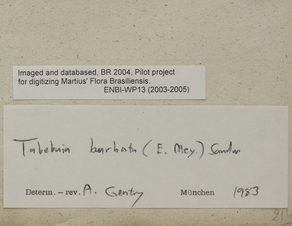 Imaged and databased, BR 2004, Pilot project
for digitizing Martius' Flora Brasiliensis.
ENBI-WP13 (2003-2005)
Tabebuia barbata (E. Mey.) Sandw
Determ. – rev. A. Gentry München 1983